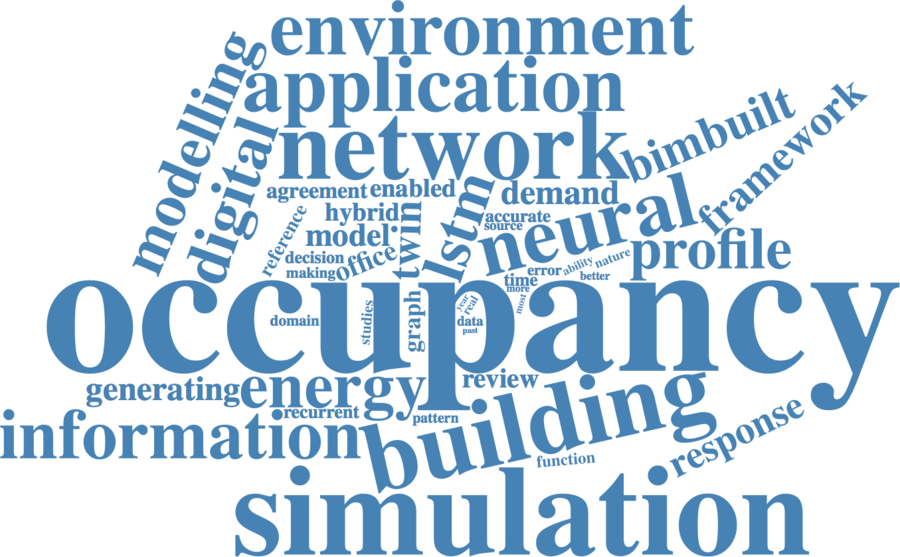 environment
application
modelling
digital
network
bimbuilt
framework
agreement
enabled
demand
lstm
neural
hybrid
twin
accurate
source
reference
model
profile
decision
making
office
time
error
ability
nature
better
more
most
occupancy
domain
studies
graph
year
real
data
past
generating
energy
review
recurrent
pattern
information
building
function
response
simulation